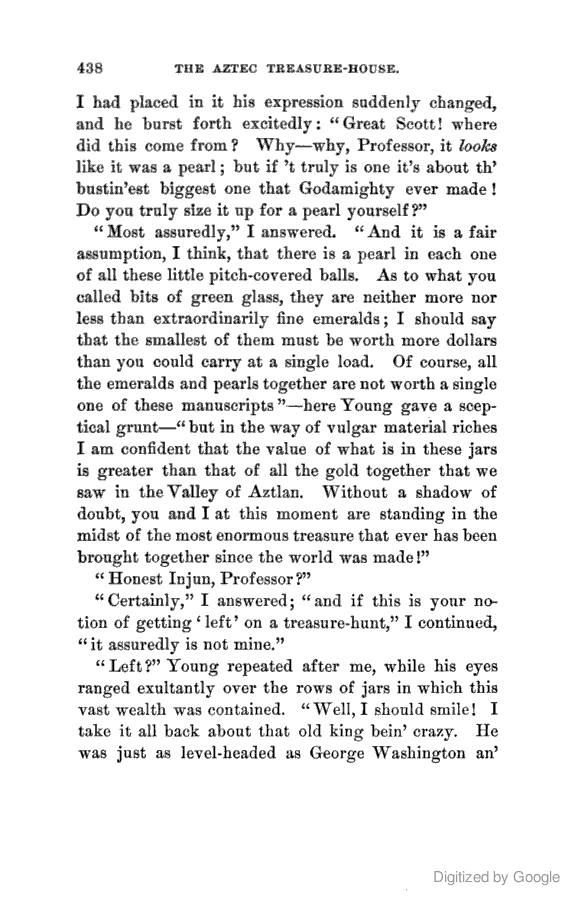 438 THE AZTEC TREASURE-HOUSE.
I had placed in it his expression suddenly changed,
and he burst forth excitedly: “Great Scott! where
did this come from? Why—why, Professor, it looks
like it was a pearl; but if ’t truly is one it’s about th’
bustin’est biggest one that Godamighty ever made!
Do you truly size it up for a pearl yourself?”
“Most assuredly,” I answered. “And it is a fair
assumption, I think, that there is a pearl in each one
of all these little pitch-covered balls. As to what you
called bits of green glass, they are neither more nor
less than extraordinarily fine emeralds; I should say
that the smallest of them must be worth more dollars
than you could carry at a single load. Of course, all
the emeralds and pearls together are not worth a single
one of these manuscripts”—here Young gave a scep-
tical grunt—“but in the way of vulgar material riches
I am confident that the value of what is in these jars
is greater than that of all the gold together that we
saw in the Valley of Aztlan. Without a shadow of
doubt, you and I at this moment are standing in the
midst of the most enormous treasure that ever has been
brought together since the world was made!”
“Honest Injun, Professor?”
“Certainly,” I answered; “and if this is your no-
tion of getting ‘left’ on a treasure-hunt,” I continued,
“it assuredly is not mine.”
“Left?” Young repeated after me, while his eyes
ranged exultantly over the rows of jars in which this
vast wealth was contained. “Well, I should smile! I
take it all back about that old king bein’ crazy. He
was just as level-headed as George Washington an’
Digitized by Google